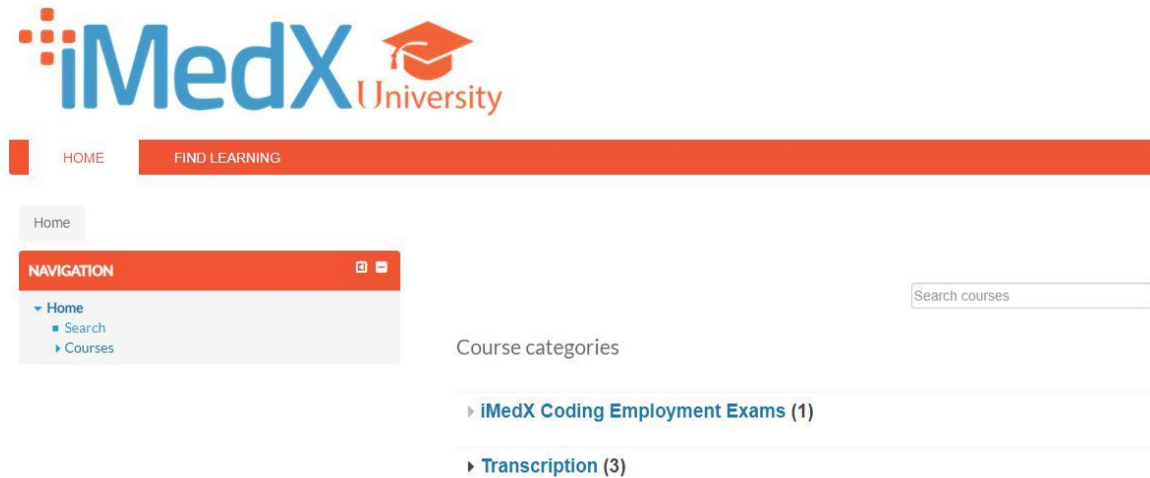 iMedX University
HOME FIND LEARNING
Home
NAVIGATION
Home
Search
Courses
Search courses
Course categories
iMedX Coding Employment Exams (1)
Transcription (3)